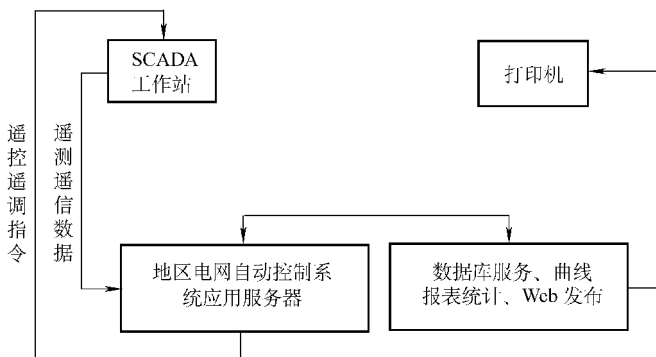 SCADA
工作站
打印机
遥控遥调指令
遥测遥信数据
地区电网自动控制系
统应用服务器
数据库服务、曲线
报表统计、Web 发布